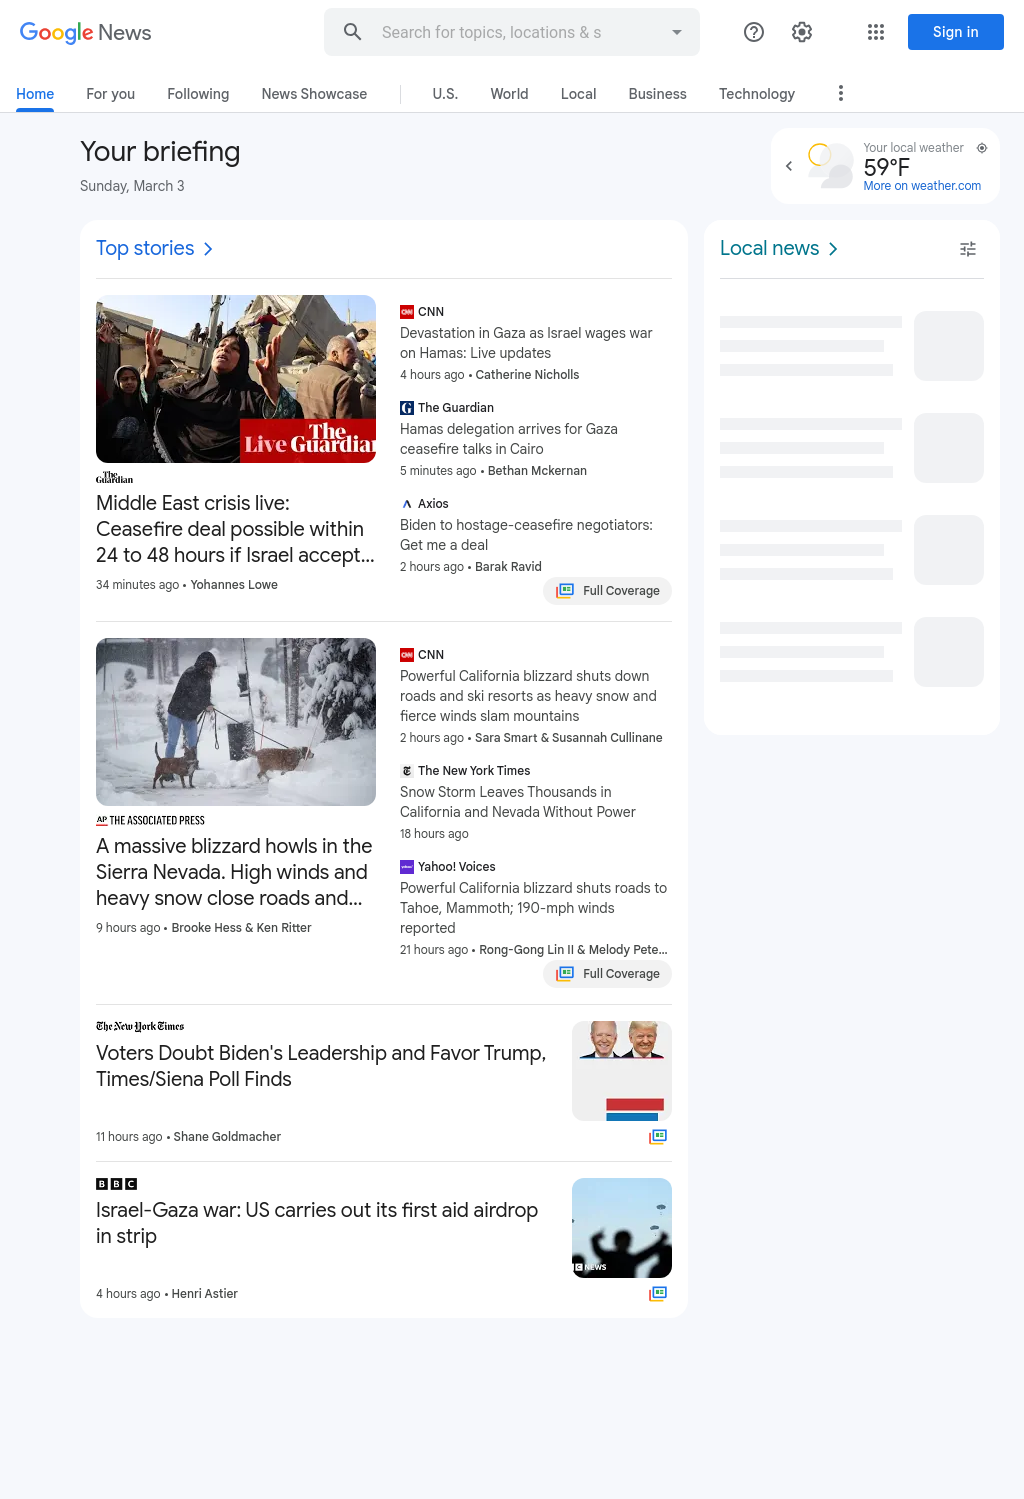 Google News
Search for topics, locations & s
Sign in
Home
For you
Following
News Showcase
U.S.
World
Local
Business
Technology
Your briefing
Sunday, March 3
Your local weather
59°F
More on weather.com
Top stories
Live The Guardian
The Guardian
Middle East crisis live:
Ceasefire deal possible within
24 to 48 hours if Israel accept...
34 minutes ago • Yohannes Lowe
CNN
Devastation in Gaza as Israel wages war
on Hamas: Live updates
4 hours ago • Catherine Nicholls
The Guardian
Hamas delegation arrives for Gaza
ceasefire talks in Cairo
5 minutes ago • Bethan Mckernan
Axios
Biden to hostage-ceasefire negotiators:
Get me a deal
2 hours ago • Barak Ravid
Full Coverage
AP THE ASSOCIATED PRESS
A massive blizzard howls in the
Sierra Nevada. High winds and
heavy snow close roads and...
9 hours ago • Brooke Hess & Ken Ritter
CNN
Powerful California blizzard shuts down
roads and ski resorts as heavy snow and
fierce winds slam mountains
2 hours ago • Sara Smart & Susannah Cullinane
The New York Times
Snow Storm Leaves Thousands in
California and Nevada Without Power
18 hours ago
Yahoo! Voices
Powerful California blizzard shuts roads to
Tahoe, Mammoth; 190-mph winds
reported
21 hours ago • Rong-Gong Lin II & Melody Pete...
Full Coverage
The New York Times
Voters Doubt Biden's Leadership and Favor Trump,
Times/Siena Poll Finds
11 hours ago • Shane Goldmacher
BBC
Israel-Gaza war: US carries out its first aid airdrop
in strip
C NEWS
4 hours ago • Henri Astier
Local news